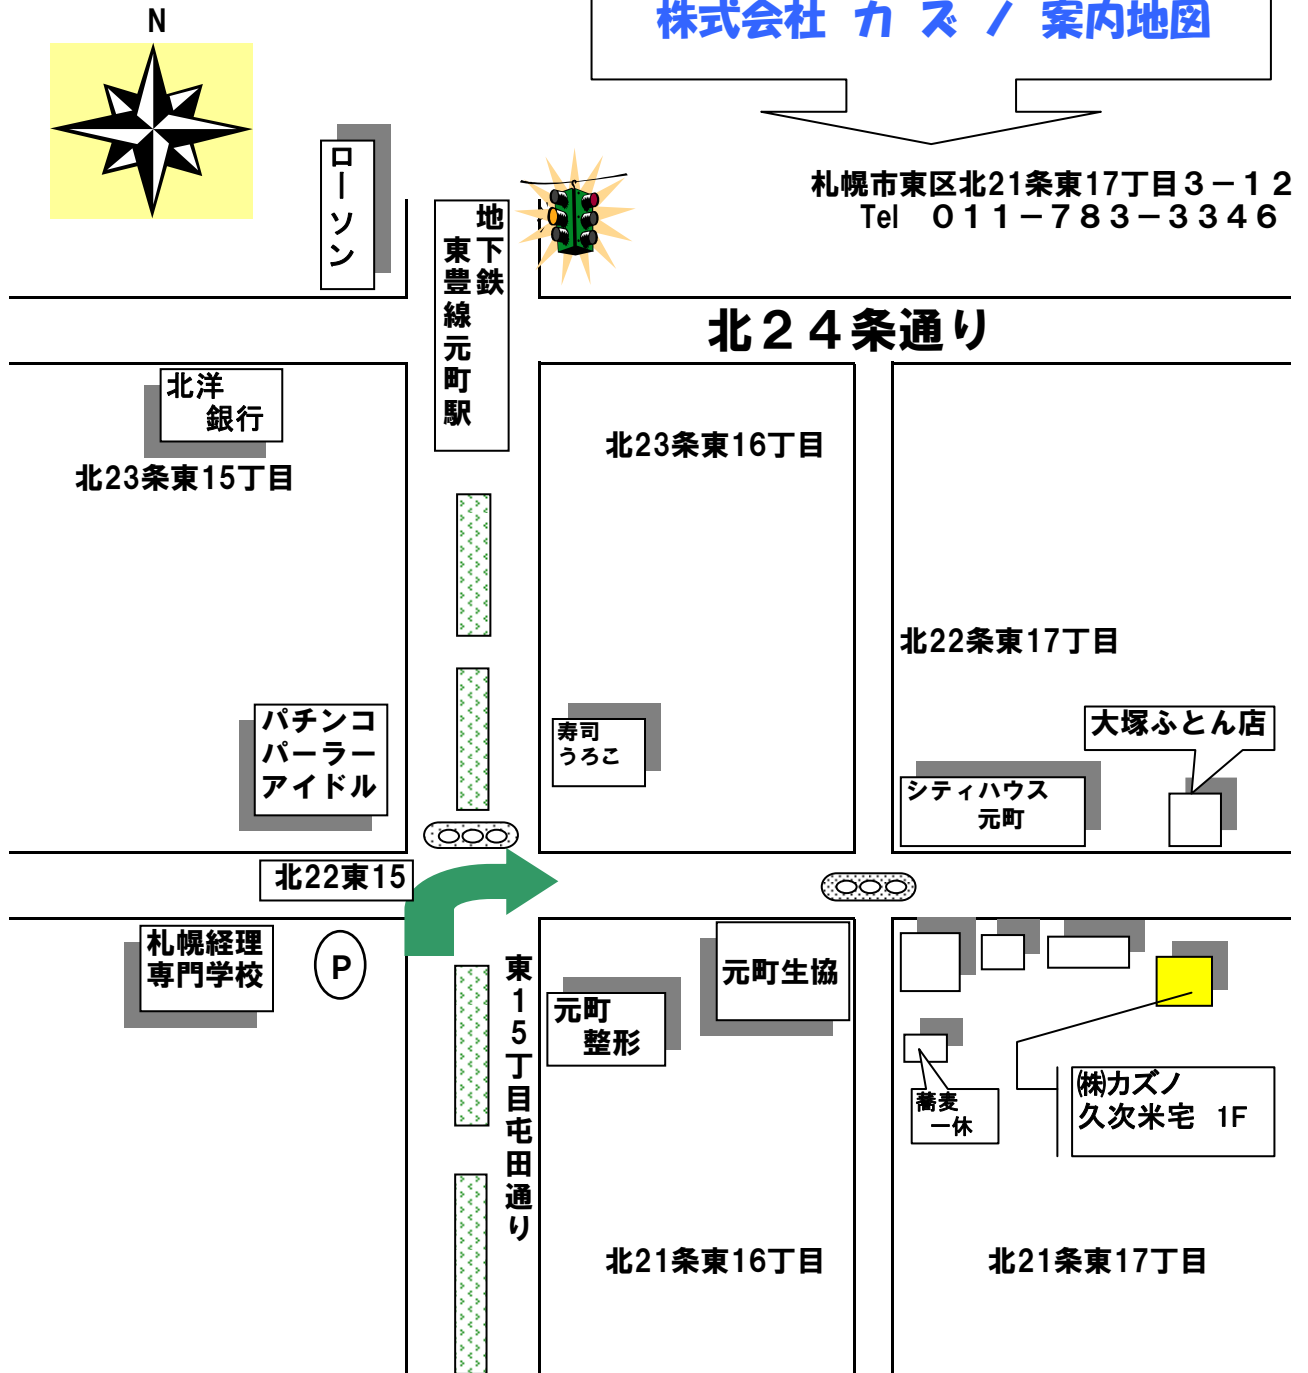 N
株式会社 カ ズ ノ 案内地図
札幌市東区北21条東17丁目３－１２
Tel ０１１－７８３－３３４６
ローソン
地下鉄
東豊線元町駅
北２４条通り
北洋
銀行
北23条東15丁目
北23条東16丁目
北22条東17丁目
パチンコ
パーラー
アイドル
寿司
うろこ
大塚ふとん店
シティハウス
元町
北22東15
札幌経理
専門学校
P
東15丁目屯田通り
元町
整形
元町生協
蕎麦
一休
㈱カズノ
久次米宅 1F
北21条東16丁目
北21条東17丁目